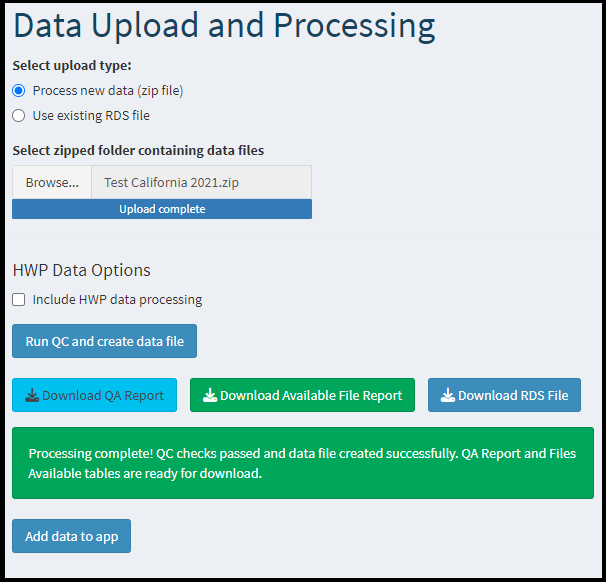 Data Upload and Processing
Select upload type:
Process new data (zip file)
Use existing RDS file
Select zipped folder containing data files
Browse... Test California 2021.zip
Upload complete
HWP Data Options
Include HWP data processing
Run QC and create data file
Download QA Report Download Available File Report Download RDS File
Processing complete! QC checks passed and data file created successfully. QA Report and Files
Available tables are ready for download.
Add data to app